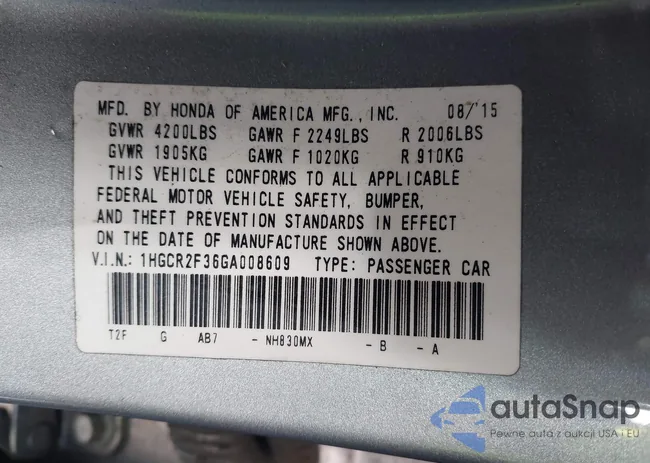 MFD. BY HONDA OF AMERICA MFG., INC. 08/'15
GVWR 4200LBS GAWR F 2249LBS R 2006LBS
GVWR 1905KG GAWR F 1020KG R 910KG
THIS VEHICLE CONFORMS TO ALL APPLICABLE
FEDERAL MOTOR VEHICLE SAFETY, BUMPER,
AND THEFT PREVENTION STANDARDS IN EFFECT
ON THE DATE OF MANUFACTURE SHOWN ABOVE.
V.I.N.: 1HGCR2F36GA008609 TYPE: PASSENGER CAR
T2F G AB7 - NH830MX - B - A
autaSnap
Pewne auta z aukcji USA i EU